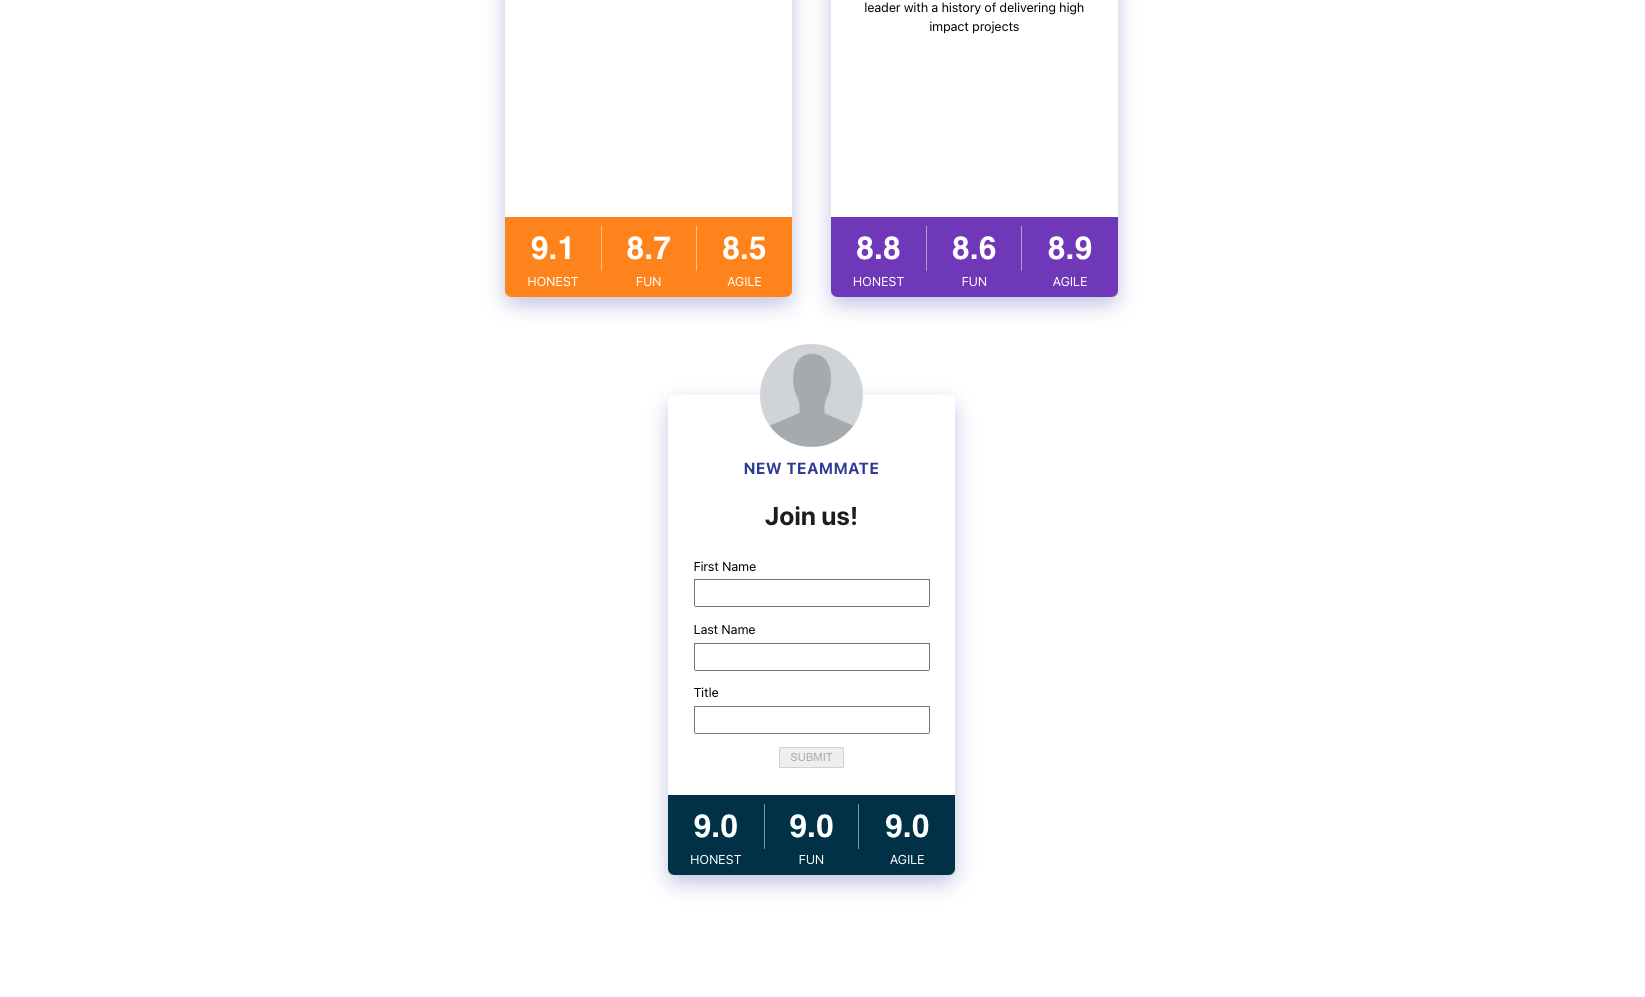 leader with a history of delivering high
impact projects
9.1 8.7 8.5
HONEST FUN AGILE
8.8 8.6 8.9
HONEST FUN AGILE
NEW TEAMMATE
Join us!
First Name
Last Name
Title
SUBMIT
9.0 9.0 9.0
HONEST FUN AGILE